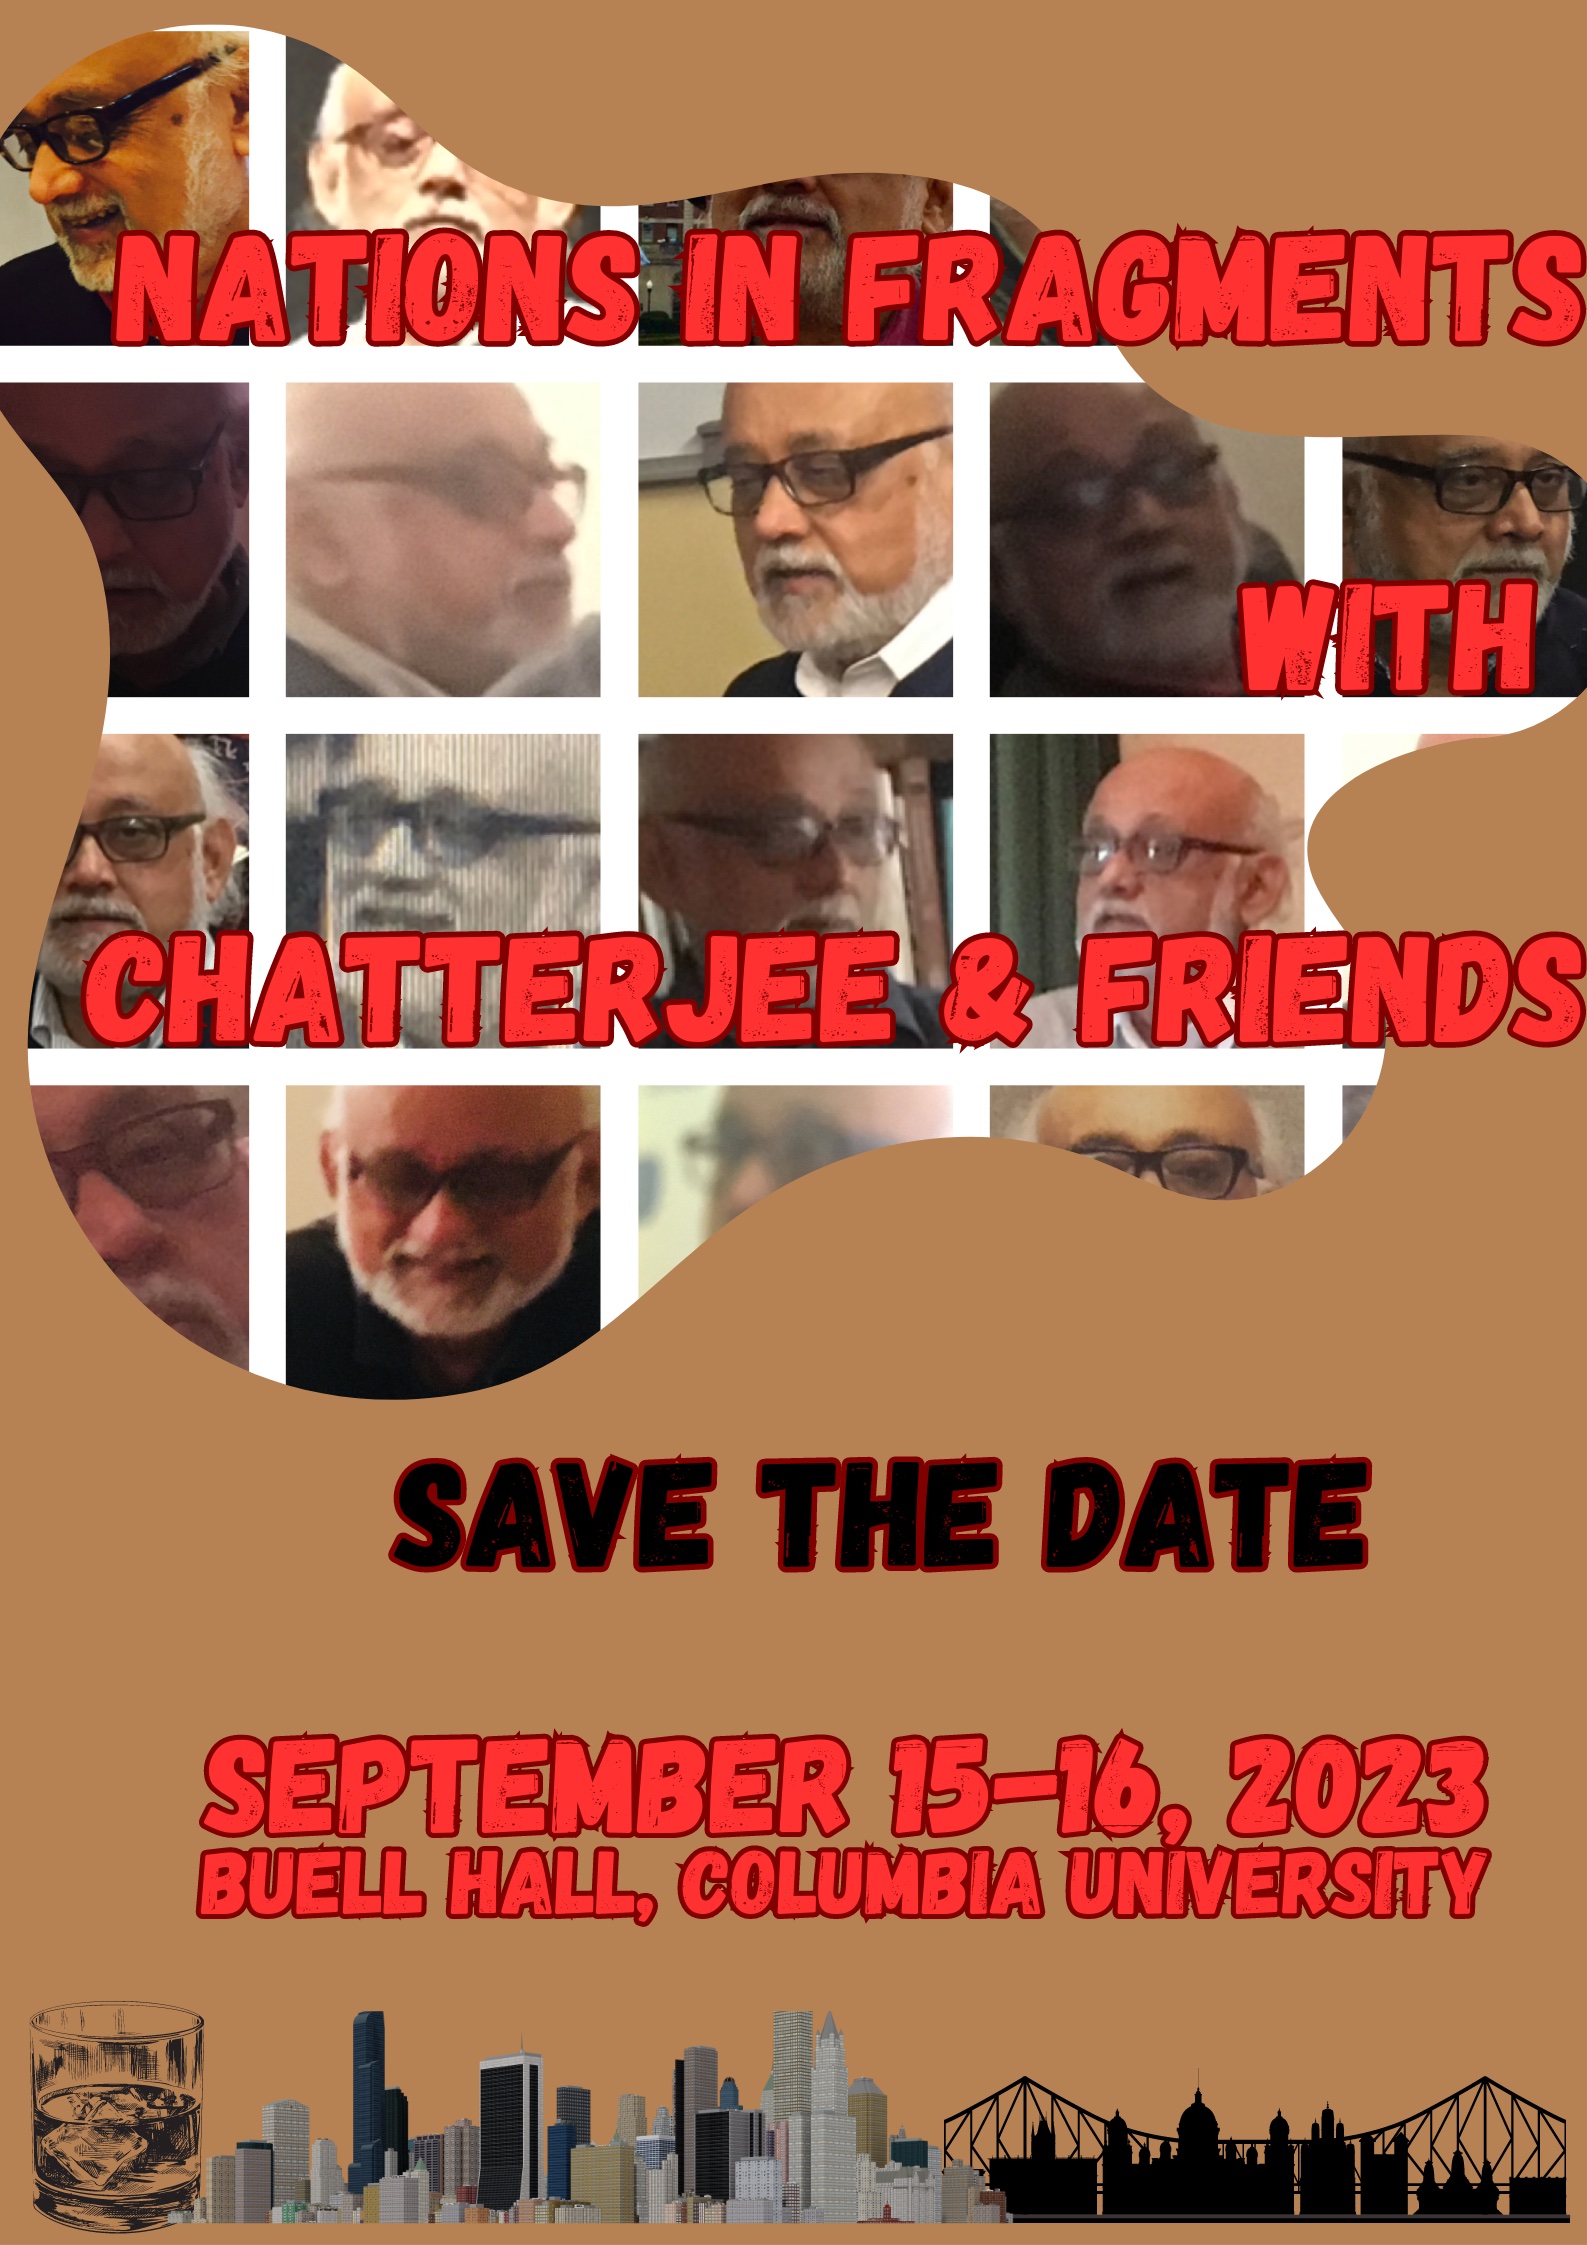 NATIONS IN FRAGMENTS
WITH
CHATTERJEE & FRIENDS
SAVE THE DATE
SEPTEMBER 15–16, 2023
BUELL HALL, COLUMBIA UNIVERSITY